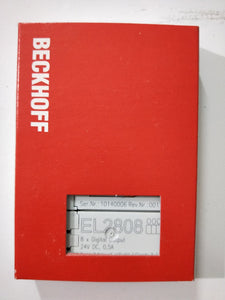 BECKHOFF
Ser.Nr.: 10140006 Rev.Nr.:001
EL2808
8 x Digital Output
24V DC, 0.5A